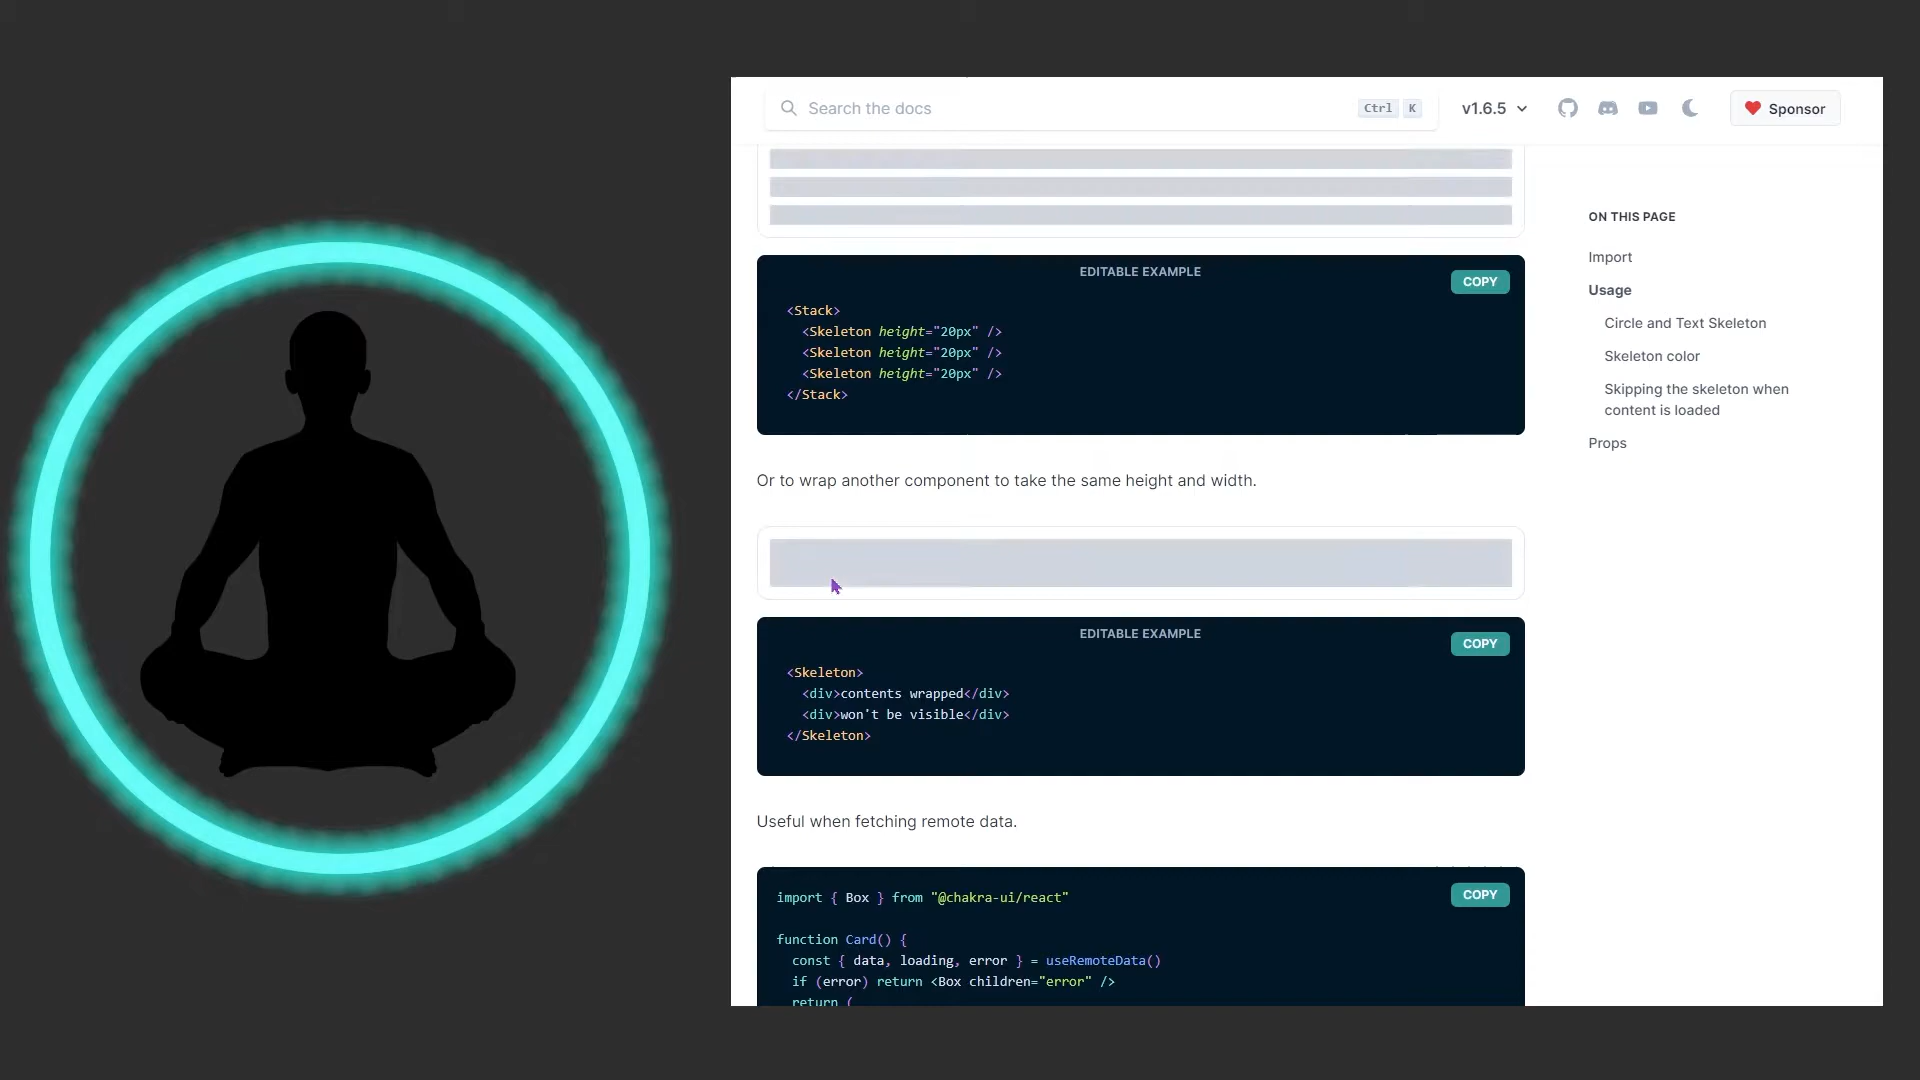 Search the docs
Ctrl K
v1.6.5
Sponsor
EDITABLE EXAMPLE
COPY
<Stack>
  <Skeleton height="20px" />
  <Skeleton height="20px" />
  <Skeleton height="20px" />
</Stack>
Or to wrap another component to take the same height and width.
EDITABLE EXAMPLE
COPY
<Skeleton>
  <div>contents wrapped</div>
  <div>won't be visible</div>
</Skeleton>
Useful when fetching remote data.
COPY
import { Box } from "@chakra-ui/react"
function Card() {
  const { data, loading, error } = useRemoteData()
  if (error) return <Box children="error" />
  return (
ON THIS PAGE
Import
Usage
Circle and Text Skeleton
Skeleton color
Skipping the skeleton when
content is loaded
Props